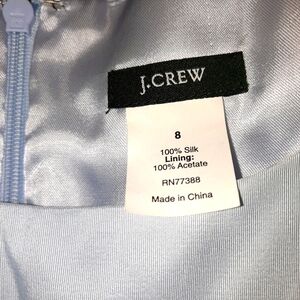 J.CREW
8
100% Silk
Lining:
100% Acetate
RN77388
Made in China